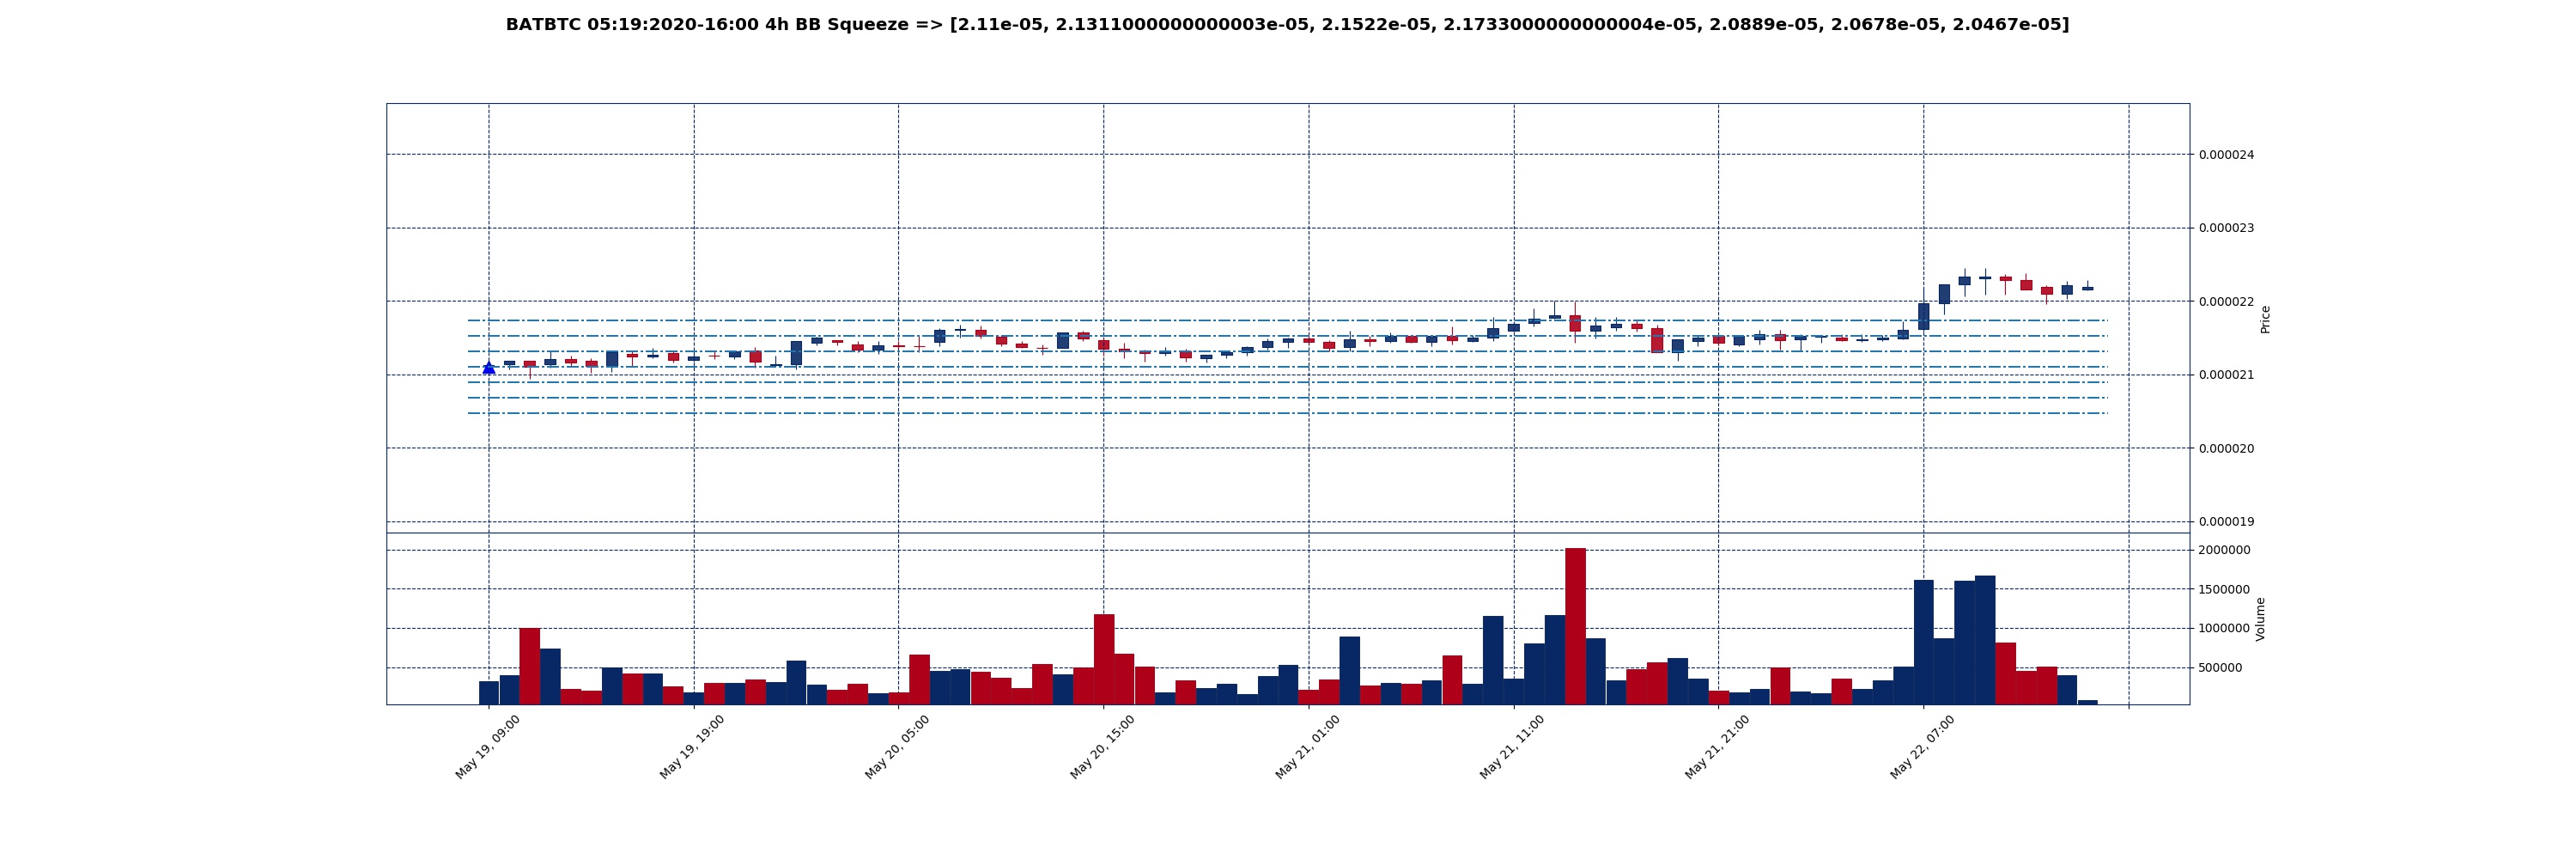 BATBTC 05:19:2020-16:00 4h BB Squeeze => [2.11e-05, 2.1311000000000003e-05, 2.1522e-05, 2.1733000000000004e-05, 2.0889e-05, 2.0678e-05, 2.0467e-05]
0.000024
0.000023
0.000022
Price
0.000021
0.000020
0.000019
2000000
1500000
1000000
Volume
500000
May 19, 09:00
May 19, 19:00
May 20, 05:00
May 20, 15:00
May 21, 01:00
May 21, 11:00
May 21, 21:00
May 22, 07:00